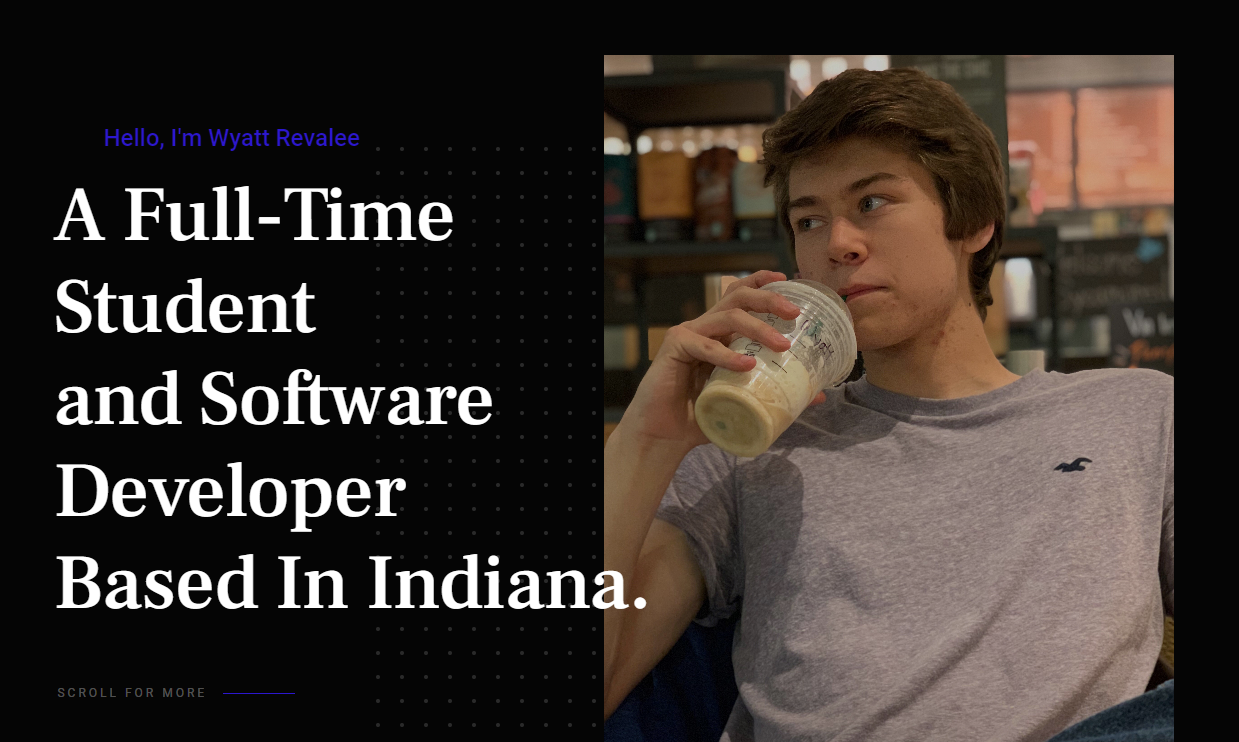 Hello, I'm Wyatt Revalee
A Full-Time
Student
and Software
Developer
Based In Indiana.
SCROLL FOR MORE